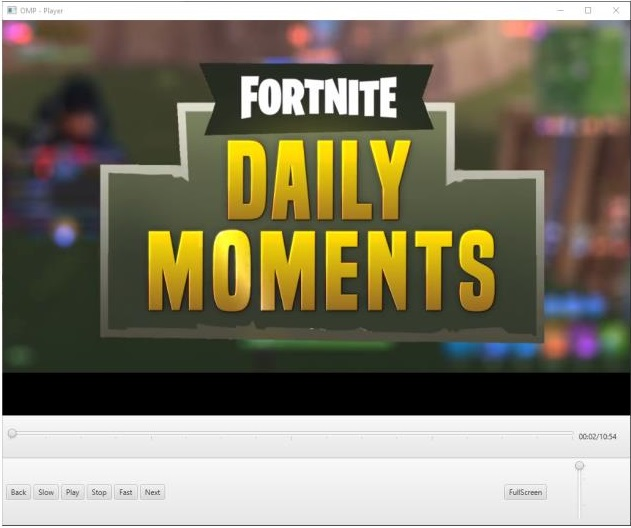 OMP - Player
FORTNITE
DAILY
MOMENTS
00:02/10:54
Back Slow Play Stop Fast Next FullScreen